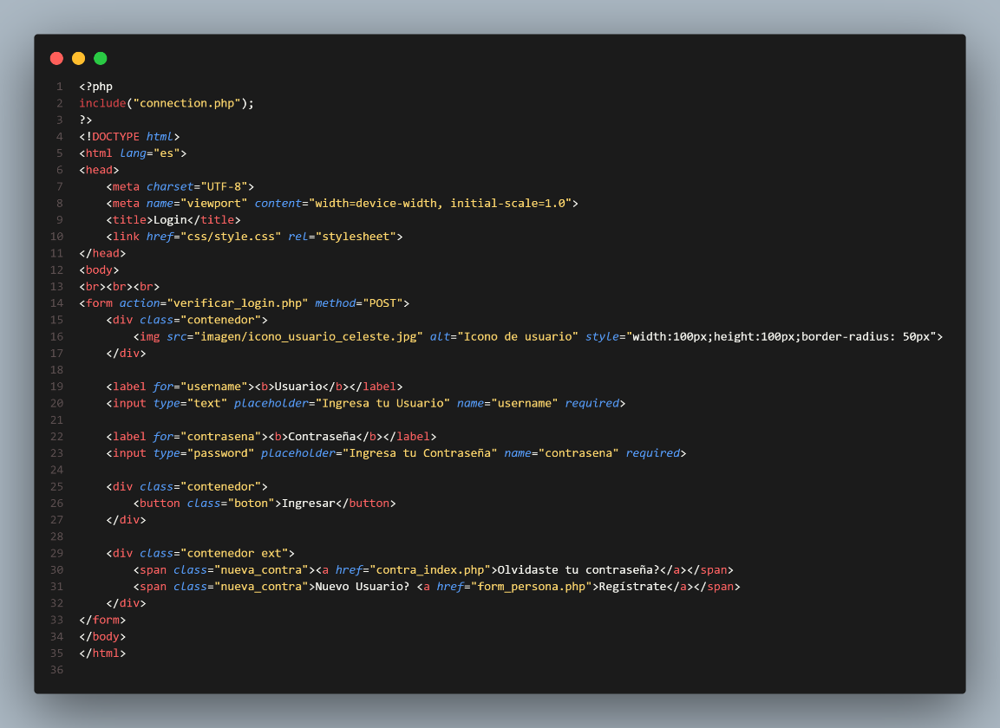 1 <?php
2 include("connection.php");
3 ?>
4 <!DOCTYPE html>
5 <html lang="es">
6 <head>
7     <meta charset="UTF-8">
8     <meta name="viewport" content="width=device-width, initial-scale=1.0">
9     <title>Login</title>
10     <link href="css/style.css" rel="stylesheet">
11 </head>
12 <body>
13 <br><br><br>
14 <form action="verificar_login.php" method="POST">
15     <div class="contenedor">
16         <img src="imagen/icono_usuario_celeste.jpg" alt="Icono de usuario" style="width:100px;height:100px;border-radius: 50px">
17     </div>
18
19     <label for="username"><b>Usuario</b></label>
20     <input type="text" placeholder="Ingresa tu Usuario" name="username" required>
21
22     <label for="contrasena"><b>Contraseña</b></label>
23     <input type="password" placeholder="Ingresa tu Contraseña" name="contrasena" required>
24
25     <div class="contenedor">
26         <button class="boton">Ingresar</button>
27     </div>
28
29     <div class="contenedor ext">
30         <span class="nueva_contra"><a href="contra_index.php">Olvidaste tu contraseña?</a></span>
31         <span class="nueva_contra">Nuevo Usuario? <a href="form_persona.php">Regístrate</a></span>
32     </div>
33 </form>
34 </body>
35 </html>
36